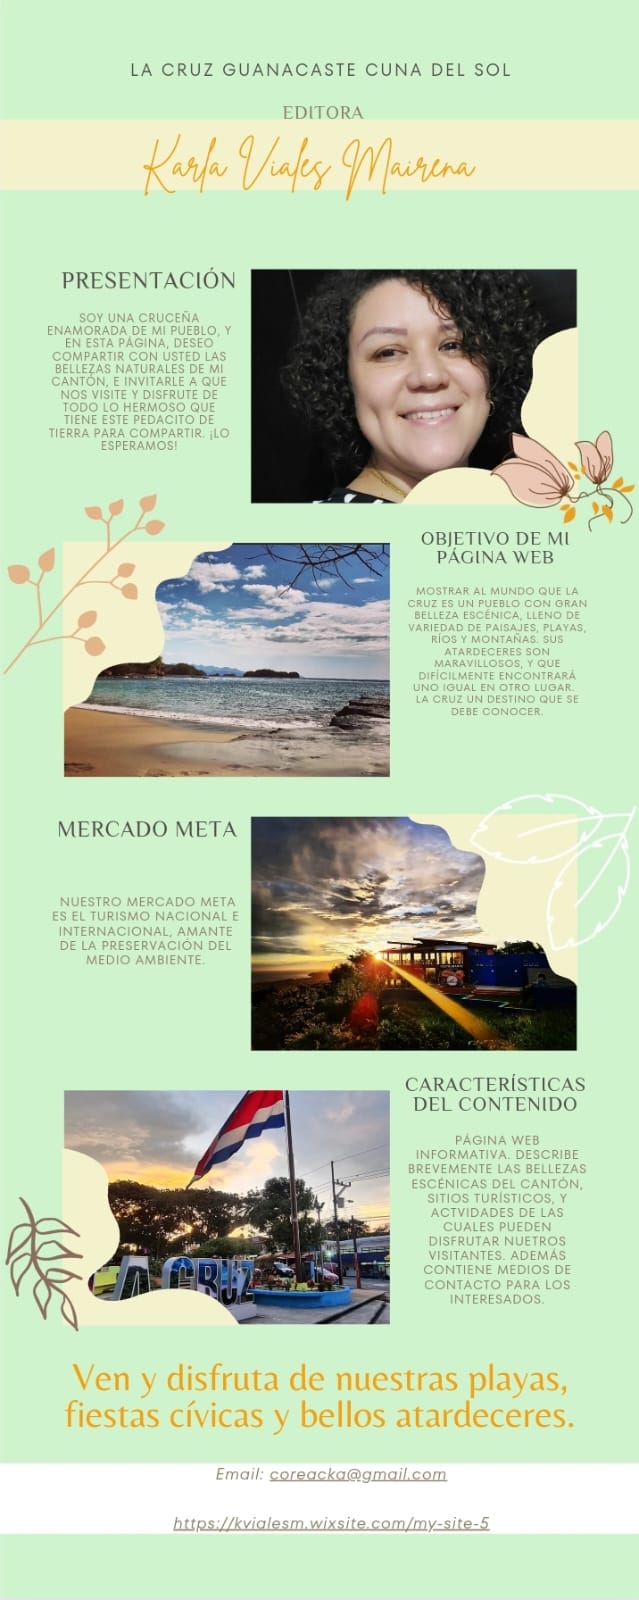 LA CRUZ GUANACASTE CUNA DEL SOL
EDITORA
Karla Viales Mairena
PRESENTACIÓN
SOY UNA CRUCEÑA
ENAMORADA DE MI PUEBLO, Y
EN ESTA PÁGINA, DESEO
COMPARTIR CON USTED LAS
BELLEZAS NATURALES DE MI
CANTÓN, E INVITARLE A QUE
NOS VISITE Y DISFRUTE DE
TODO LO HERMOSO QUE
TIENE ESTE PEDACITO DE
TIERRA PARA COMPARTIR. ¡LO
ESPERAMOS!
OBJETIVO DE MI
PÁGINA WEB
MOSTRAR AL MUNDO QUE LA
CRUZ ES UN PUEBLO CON GRAN
BELLEZA ESCÉNICA, LLENO DE
VARIEDAD DE PAISAJES, PLAYAS,
RÍOS Y MONTAÑAS. SUS
ATARDECERES SON
MARAVILLOSOS, Y QUE
DIFÍCILMENTE ENCONTRARÁ
UNO IGUAL EN OTRO LUGAR.
LA CRUZ UN DESTINO QUE SE
DEBE CONOCER.
MERCADO META
NUESTRO MERCADO META
ES EL TURISMO NACIONAL E
INTERNACIONAL, AMANTE
DE LA PRESERVACIÓN DEL
MEDIO AMBIENTE.
CARACTERÍSTICAS
DEL CONTENIDO
PÁGINA WEB
INFORMATIVA. DESCRIBE
BREVEMENTE LAS BELLEZAS
ESCÉNICAS DEL CANTÓN,
SITIOS TURÍSTICOS, Y
ACTVIDADES DE LAS
CUALES PUEDEN
DISFRUTAR NUETROS
VISITANTES. ADEMÁS
CONTIENE MEDIOS DE
CONTACTO PARA LOS
INTERESADOS.
A CRUZ
Ven y disfruta de nuestras playas,
fiestas cívicas y bellos atardeceres.
Email: coreacka@gmail.com
https://kvialesm.wixsite.com/my-site-5